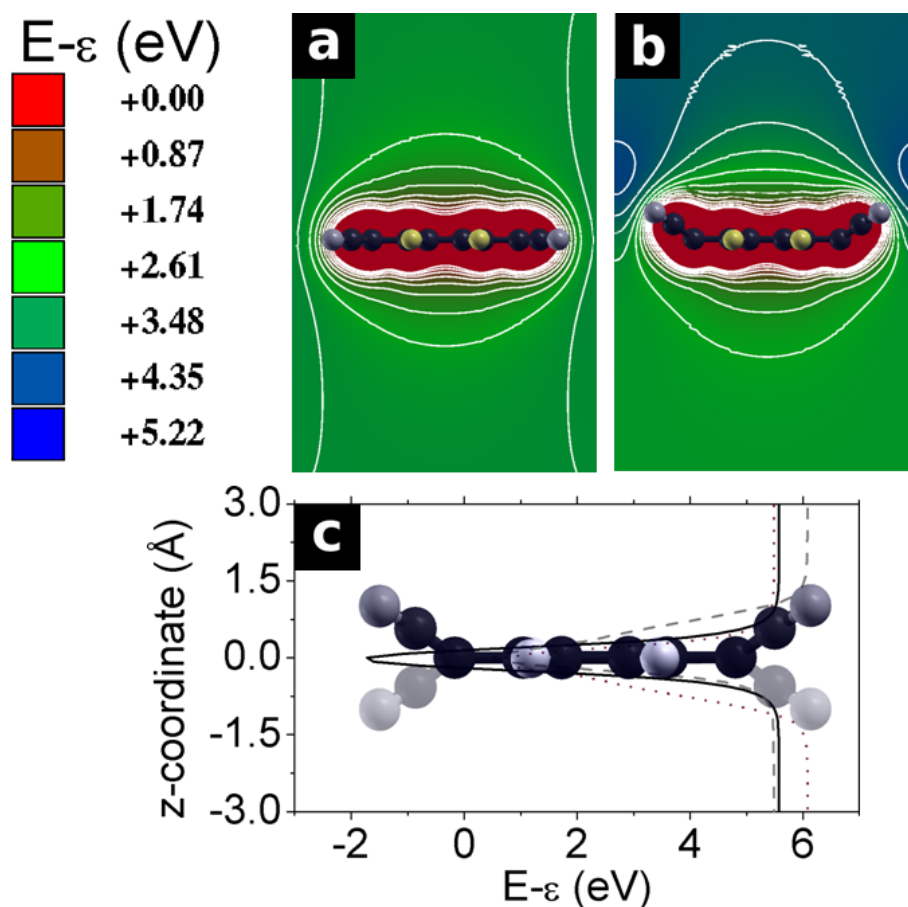 E-ε (eV)
+0.00
+0.87
+1.74
+2.61
+3.48
+4.35
+5.22
a
b
c
z-coordinate (Å)
3.0
1.5
0.0
-1.5
-3.0
-2
0
2
4
6
E-ε (eV)